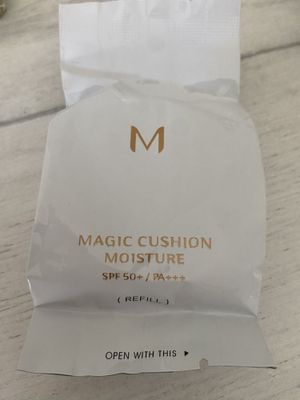 M
MAGIC CUSHION
MOISTURE
SPF 50+ / PA+++
( REFILL )
OPEN WITH THIS ▶